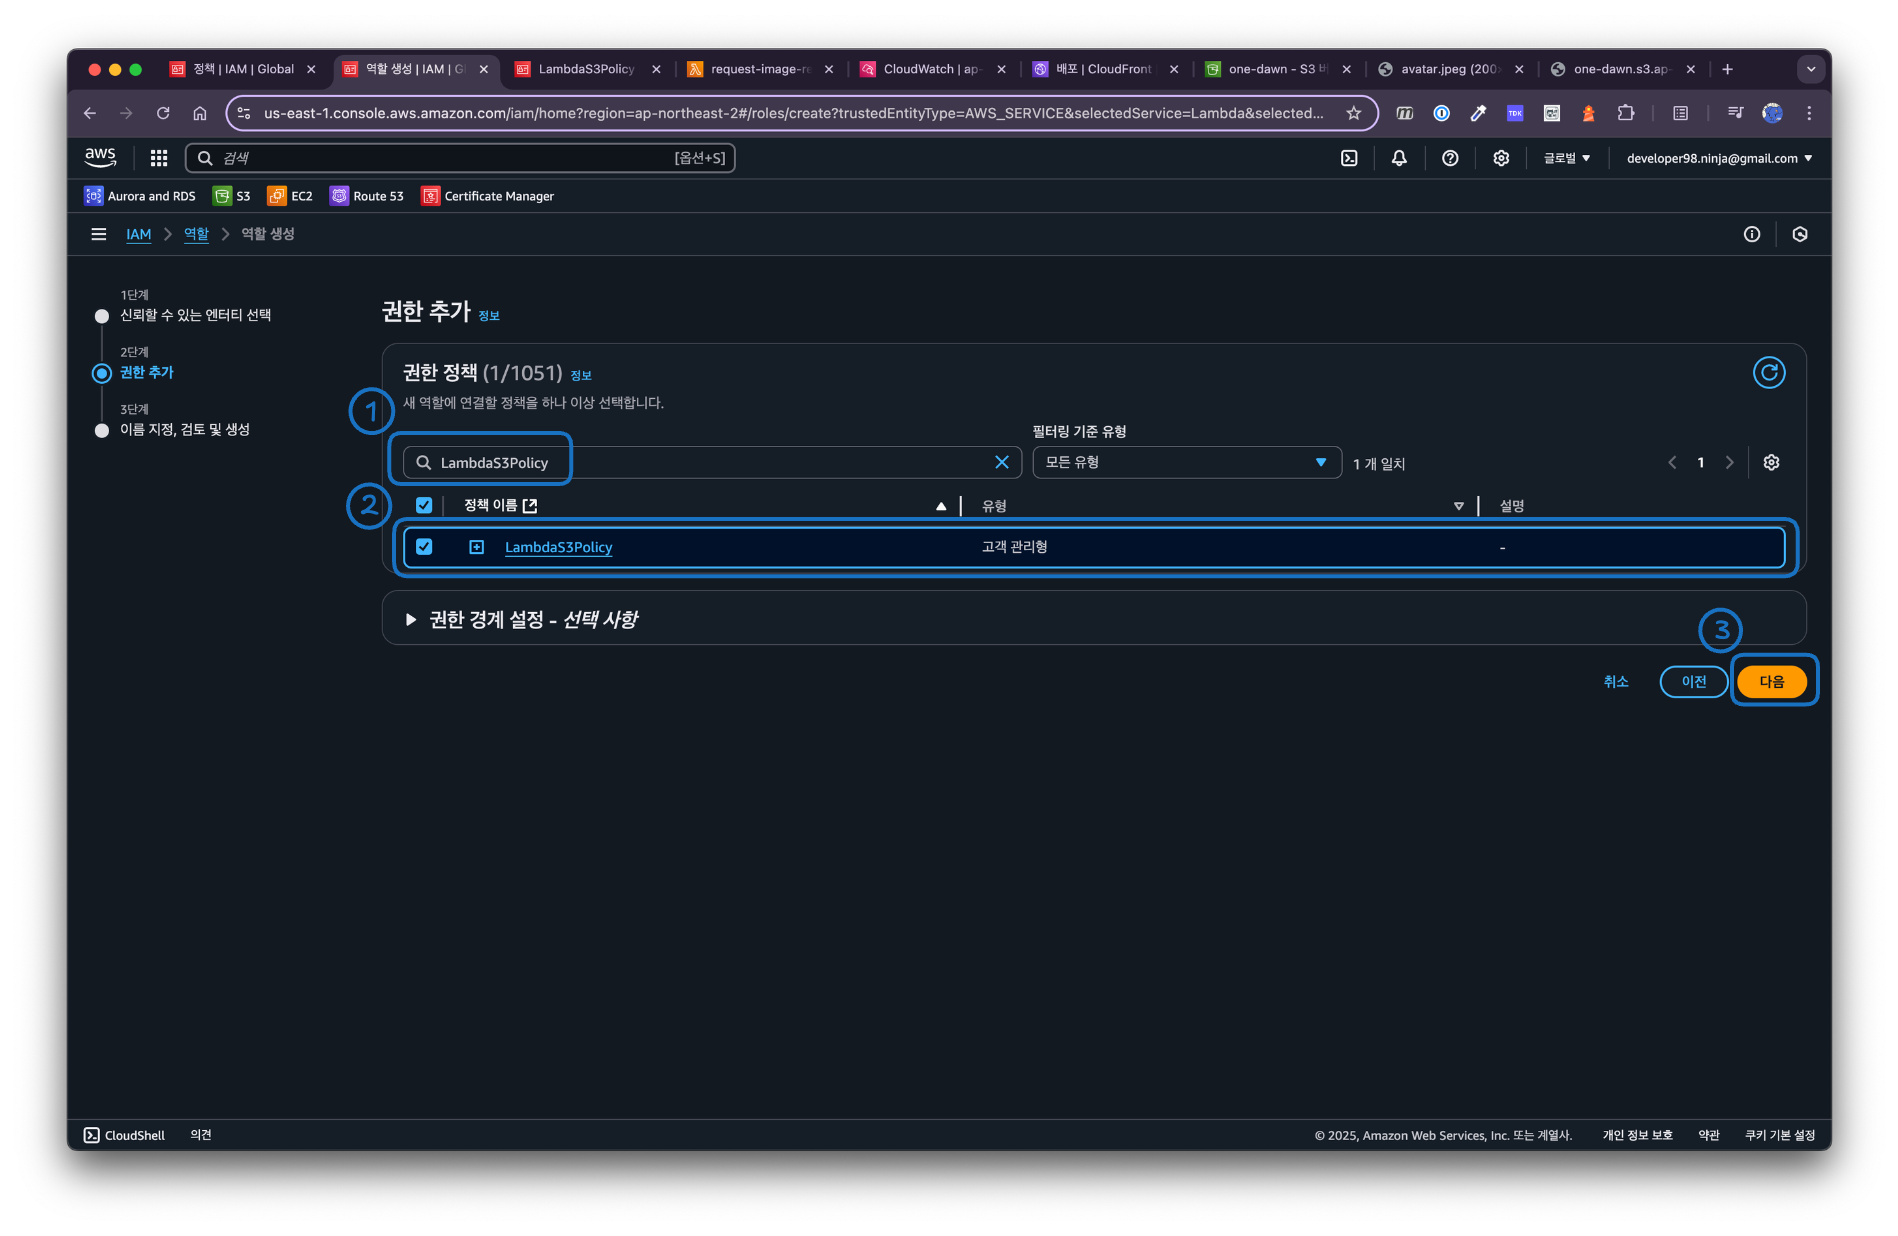 정책 | IAM | Global
역할 생성 | IAM | Gl
LambdaS3Policy
request-image-re
CloudWatch | ap-
배포 | CloudFront
one-dawn - S3 버
avatar.jpeg (200×
one-dawn.s3.ap-
us-east-1.console.aws.amazon.com/iam/home?region=ap-northeast-2#/roles/create?trustedEntityType=AWS_SERVICE&selectedService=Lambda&selected...
TDK
aws
검색
[옵션+S]
글로벌
developer98.ninja@gmail.com
Aurora and RDS
S3
EC2
Route 53
Certificate Manager
IAM
역할
역할 생성
1단계
신뢰할 수 있는 엔터티 선택
2단계
권한 추가
3단계
이름 지정, 검토 및 생성
권한 추가 정보
권한 정책 (1/1051) 정보
새 역할에 연결할 정책을 하나 이상 선택합니다.
1
필터링 기준 유형
LambdaS3Policy
모든 유형
1 개 일치
1
2
정책 이름
유형
설명
LambdaS3Policy
고객 관리형
-
권한 경계 설정 - 선택 사항
3
취소
이전
다음
CloudShell
의견
© 2025, Amazon Web Services, Inc. 또는 계열사.
개인 정보 보호
약관
쿠키 기본 설정